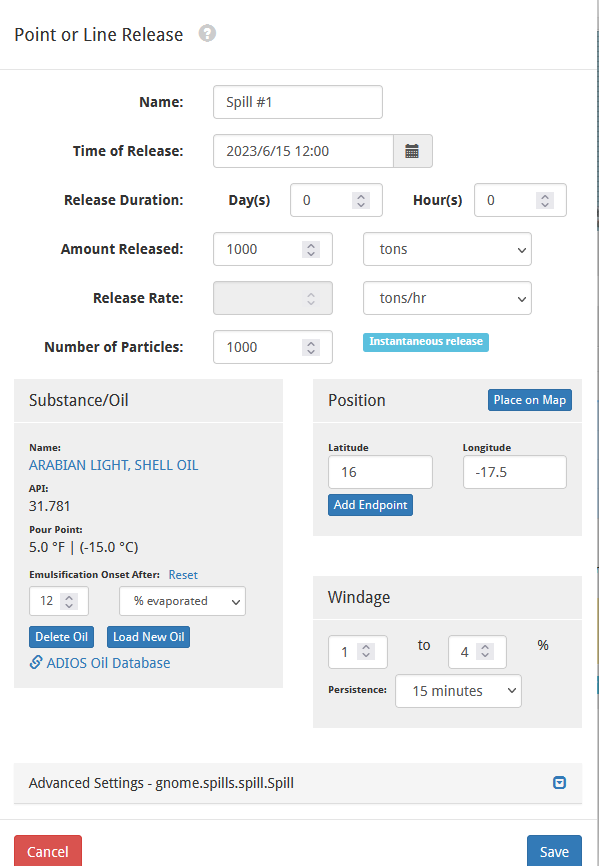 Point or Line Release ?
Name: Spill #1
Time of Release: 2023/6/15 12:00
Release Duration: Day(s) 0 Hour(s) 0
Amount Released: 1000 tons
Release Rate: tons/hr
Number of Particles: 1000 Instantaneous release
Substance/Oil
Name:
ARABIAN LIGHT, SHELL OIL
API:
31.781
Pour Point:
5.0 °F | (-15.0 °C)
Emulsification Onset After: Reset
12 % evaporated
Delete Oil Load New Oil
ADIOS Oil Database
Position Place on Map
Latitude Longitude
16 -17.5
Add Endpoint
Windage
1 to 4 %
Persistence: 15 minutes
Advanced Settings - gnome.spills.spill.Spill
Cancel Save